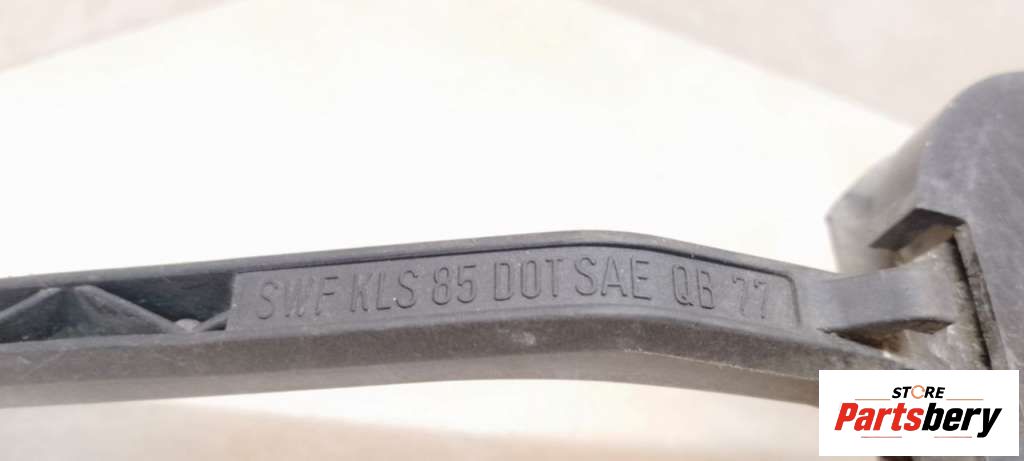 SWF KLS 85 DOT SAE QB 77
STORE
Partsbery